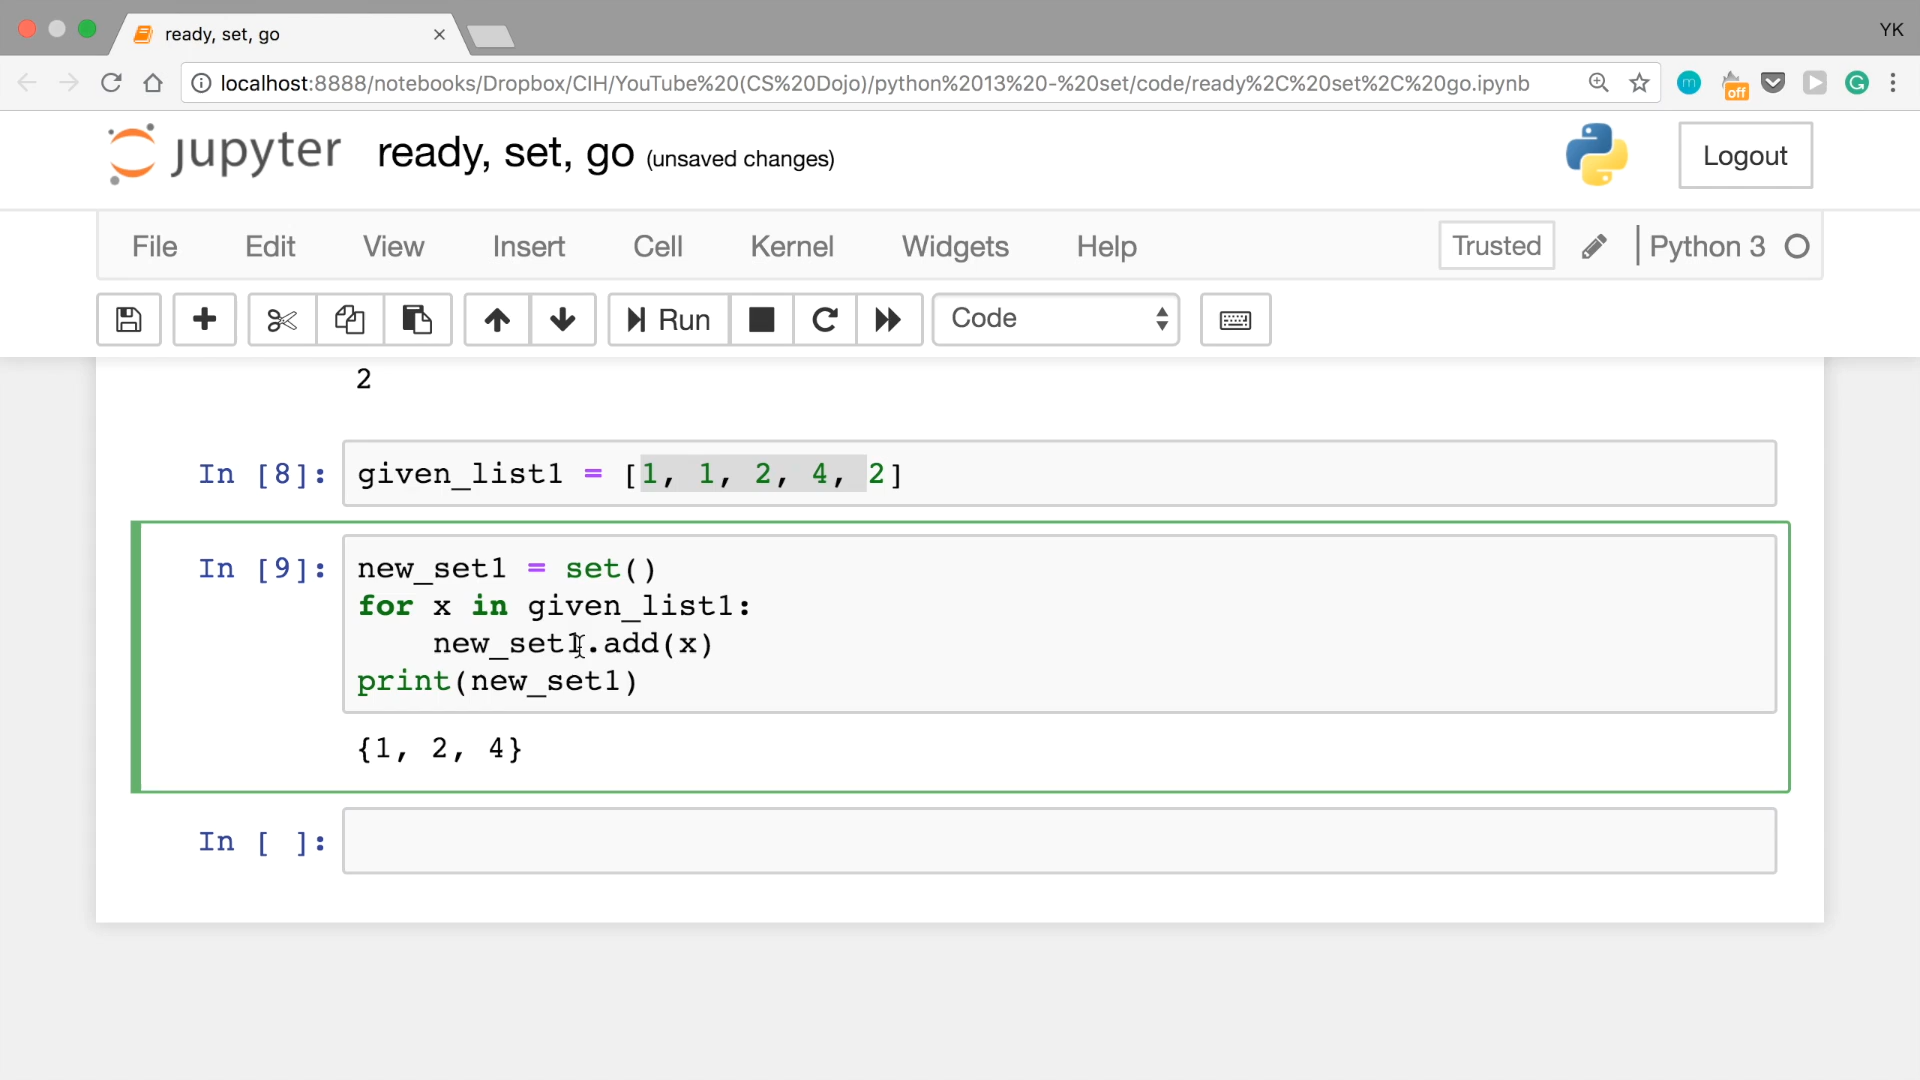 ready, set, go
YK
localhost:8888/notebooks/Dropbox/CIH/YouTube%20(CS%20Dojo)/python%2013%20-%20set/code/ready%2C%20set%2C%20go.ipynb
m
off
G
jupyter ready, set, go (unsaved changes)
Logout
File Edit View Insert Cell Kernel Widgets Help
Trusted
Python 3
Run
Code
2
In [8]: given_list1 = [1, 1, 2, 4, 2]
In [9]: new_set1 = set()
for x in given_list1:
    new_set1.add(x)
print(new_set1)
{1, 2, 4}
In [ ]: